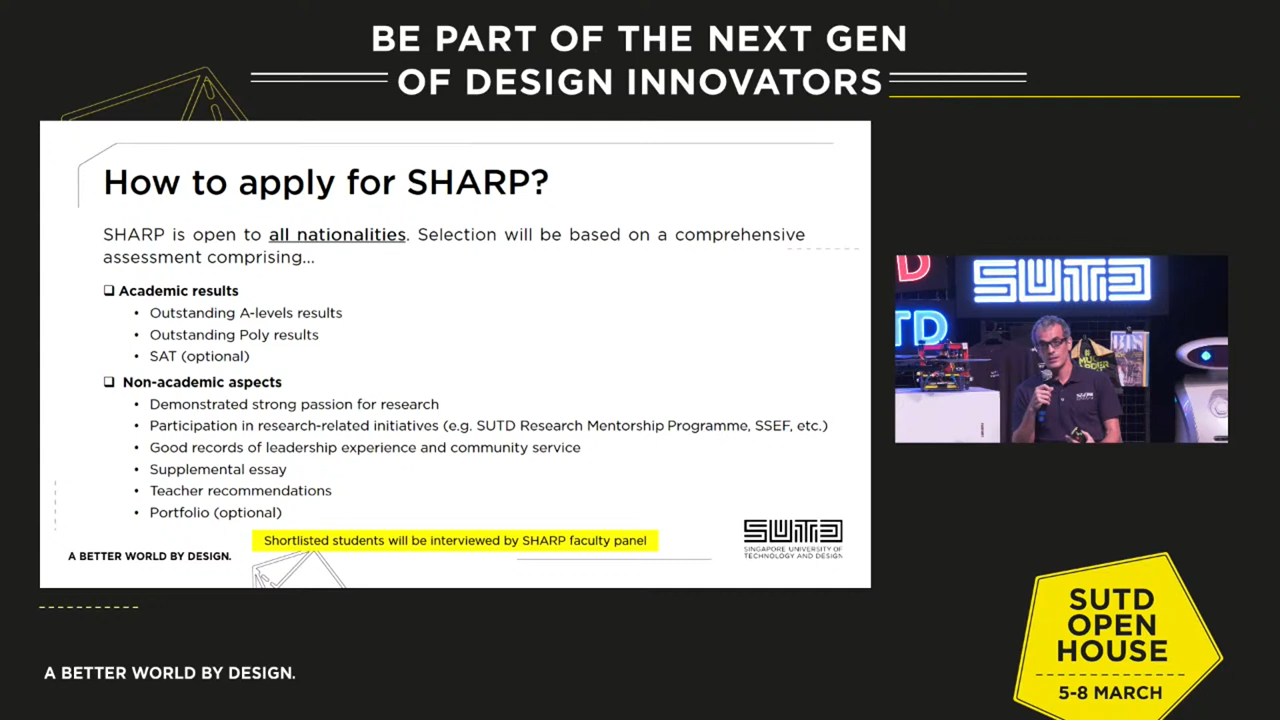 BE PART OF THE NEXT GEN
OF DESIGN INNOVATORS
How to apply for SHARP?
SHARP is open to all nationalities. Selection will be based on a comprehensive
assessment comprising...
❑ Academic results
• Outstanding A-levels results
• Outstanding Poly results
• SAT (optional)
❑ Non-academic aspects
• Demonstrated strong passion for research
• Participation in research-related initiatives (e.g. SUTD Research Mentorship Programme, SSEF, etc.)
• Good records of leadership experience and community service
• Supplemental essay
• Teacher recommendations
• Portfolio (optional)
Shortlisted students will be interviewed by SHARP faculty panel
A BETTER WORLD BY DESIGN.
SUTD
SINGAPORE UNIVERSITY OF
TECHNOLOGY AND DESIGN
D
SUTD
TD
SUTD
OPEN
HOUSE
5-8 MARCH
A BETTER WORLD BY DESIGN.